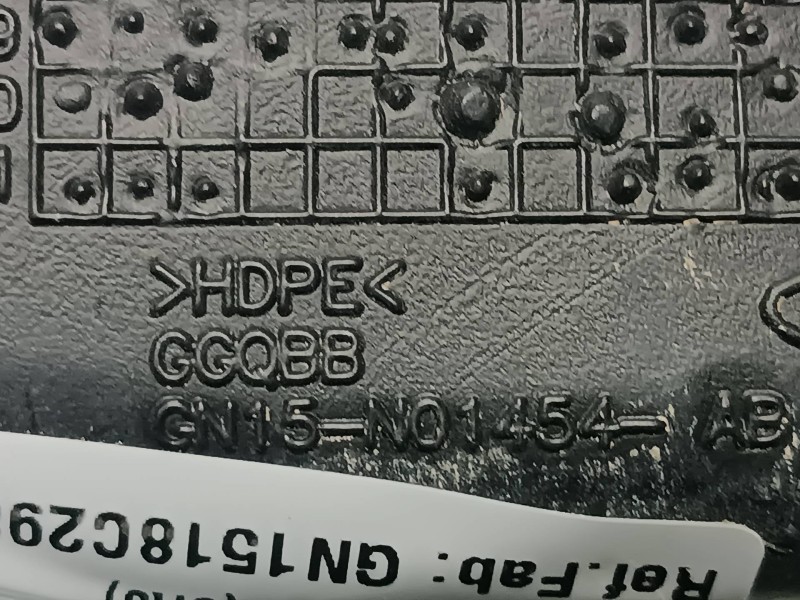 >HDPE<
GGQBB
GN15-N01454- AB
Ref.Fab: GN1518C29